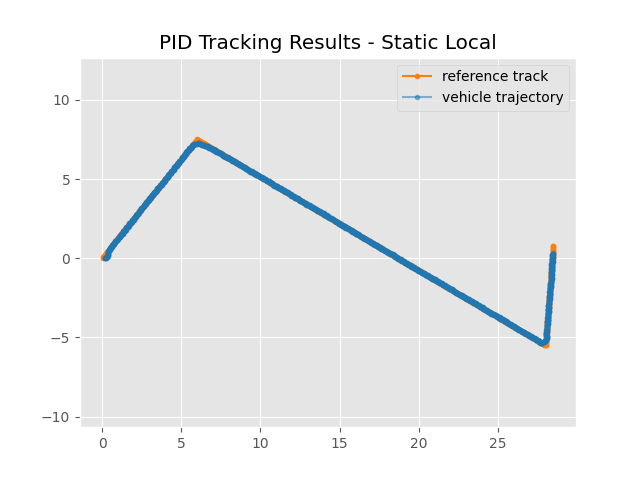 PID Tracking Results - Static Local
reference track
vehicle trajectory
10
5
0
−5
−10
0 5 10 15 20 25